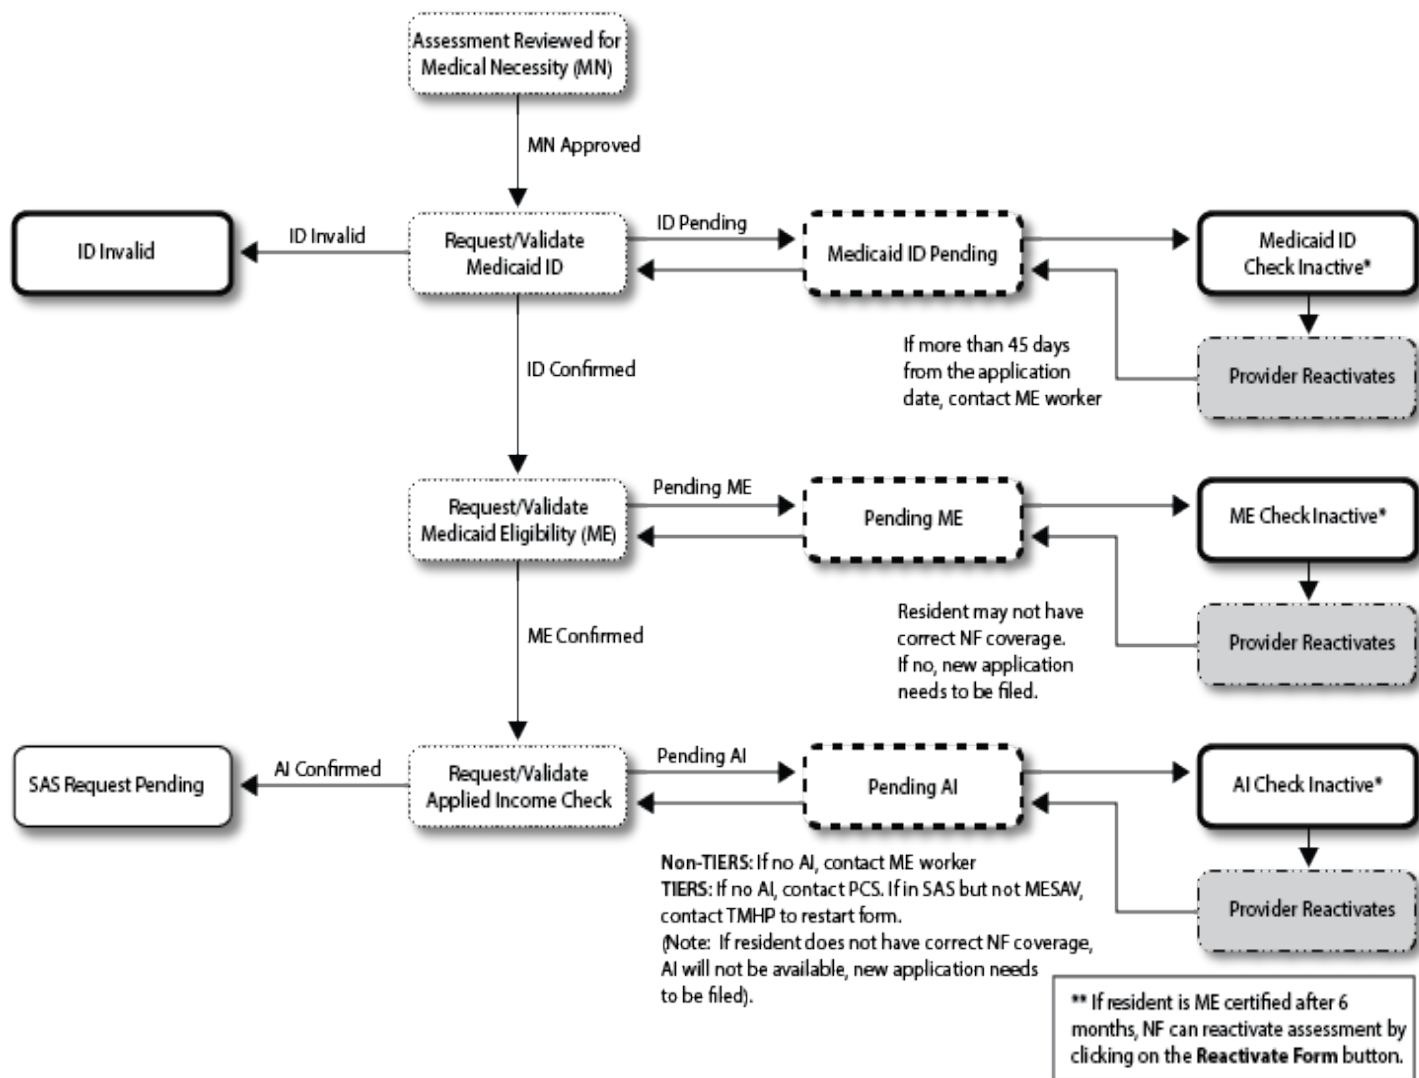 Assessment Reviewed for
Medical Necessity (MN)
MN Approved
ID Invalid
ID Invalid
Request/Validate
Medicaid ID
ID Pending
Medicaid ID Pending
Medicaid ID
Check Inactive*
If more than 45 days
from the application
date, contact ME worker
Provider Reactivates
ID Confirmed
Request/Validate
Medicaid Eligibility (ME)
Pending ME
Pending ME
ME Check Inactive*
Resident may not have
correct NF coverage.
If no, new application
needs to be filed.
Provider Reactivates
ME Confirmed
SAS Request Pending
AI Confirmed
Request/Validate
Applied Income Check
Pending AI
Pending AI
AI Check Inactive*
Non-TIERS: If no AI, contact ME worker
TIERS: If no AI, contact PCS. If in SAS but not MESAV,
contact TMHP to restart form.
(Note: If resident does not have correct NF coverage,
AI will not be available, new application needs
to be filed).
Provider Reactivates
** If resident is ME certified after 6
months, NF can reactivate assessment by
clicking on the Reactivate Form button.